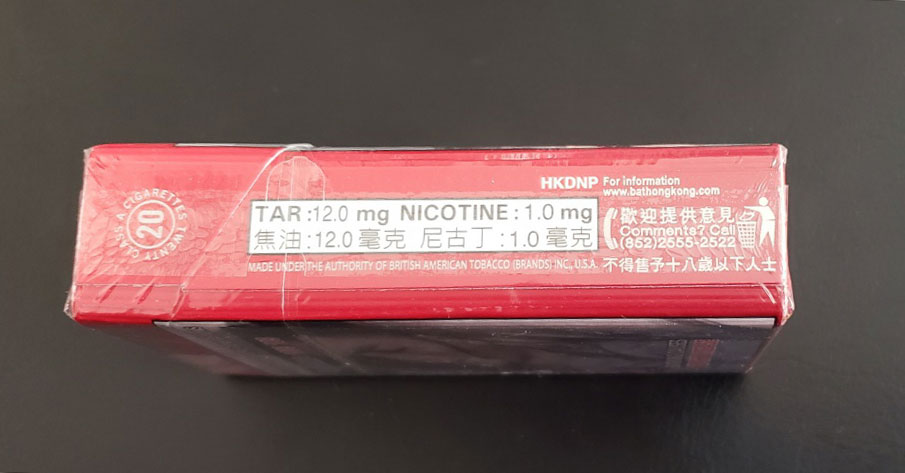 TWENTY CLASS A CIGARETTES
20
HKDNP For information
www.bathongkong.com
TAR :12.0 mg NICOTINE : 1.0 mg
焦油 :12.0 毫克 尼古丁 : 1.0 毫克
歡迎提供意見
Comments? Call
(852)2555-2522
MADE UNDER THE AUTHORITY OF BRITISH AMERICAN TOBACCO (BRANDS) INC., U.S.A.
不得售予十八歲以下人士